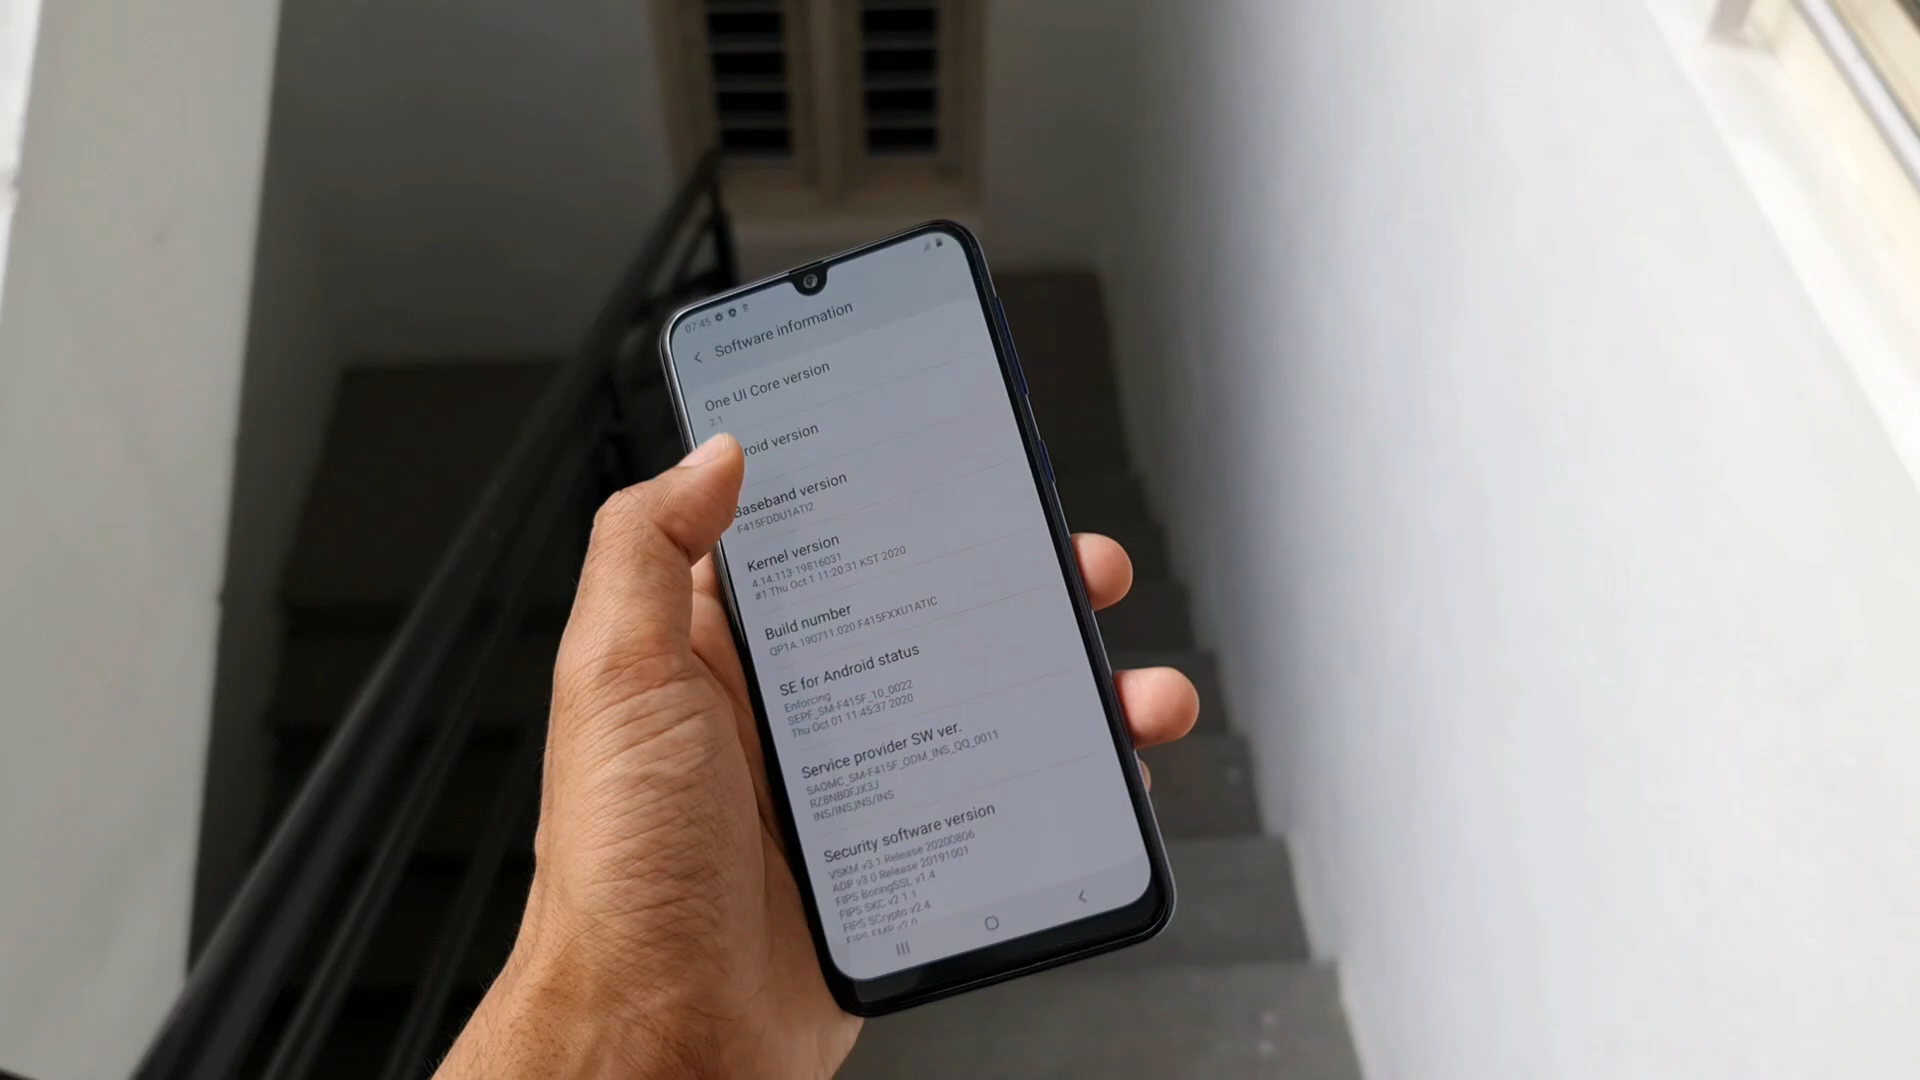 07:45
Software information
One UI Core version
2.1
roid version
Baseband version
F415FDDU1ATI2
Kernel version
4.14.113-19816031
#1 Thu Oct 1 11:20:31 KST 2020
Build number
QP1A.190711.020.F415FXXU1ATIC
SE for Android status
Enforcing
SEPF_SM-F415F_10_0022
Thu Oct 01 11:45:37 2020
Service provider SW ver.
SAOMC_SM-F415F_ODM_INS_QQ_0011
RZ8NB0FJX3J
INS/INS,INS/INS
Security software version
VSKM v3.1 Release 20200806
ADP v3.0 Release 20191001
FIPS BoringSSL v1.4
FIPS SKC v2.1.1
FIPS SCrypto v2.4
FIPS FMP v2.0